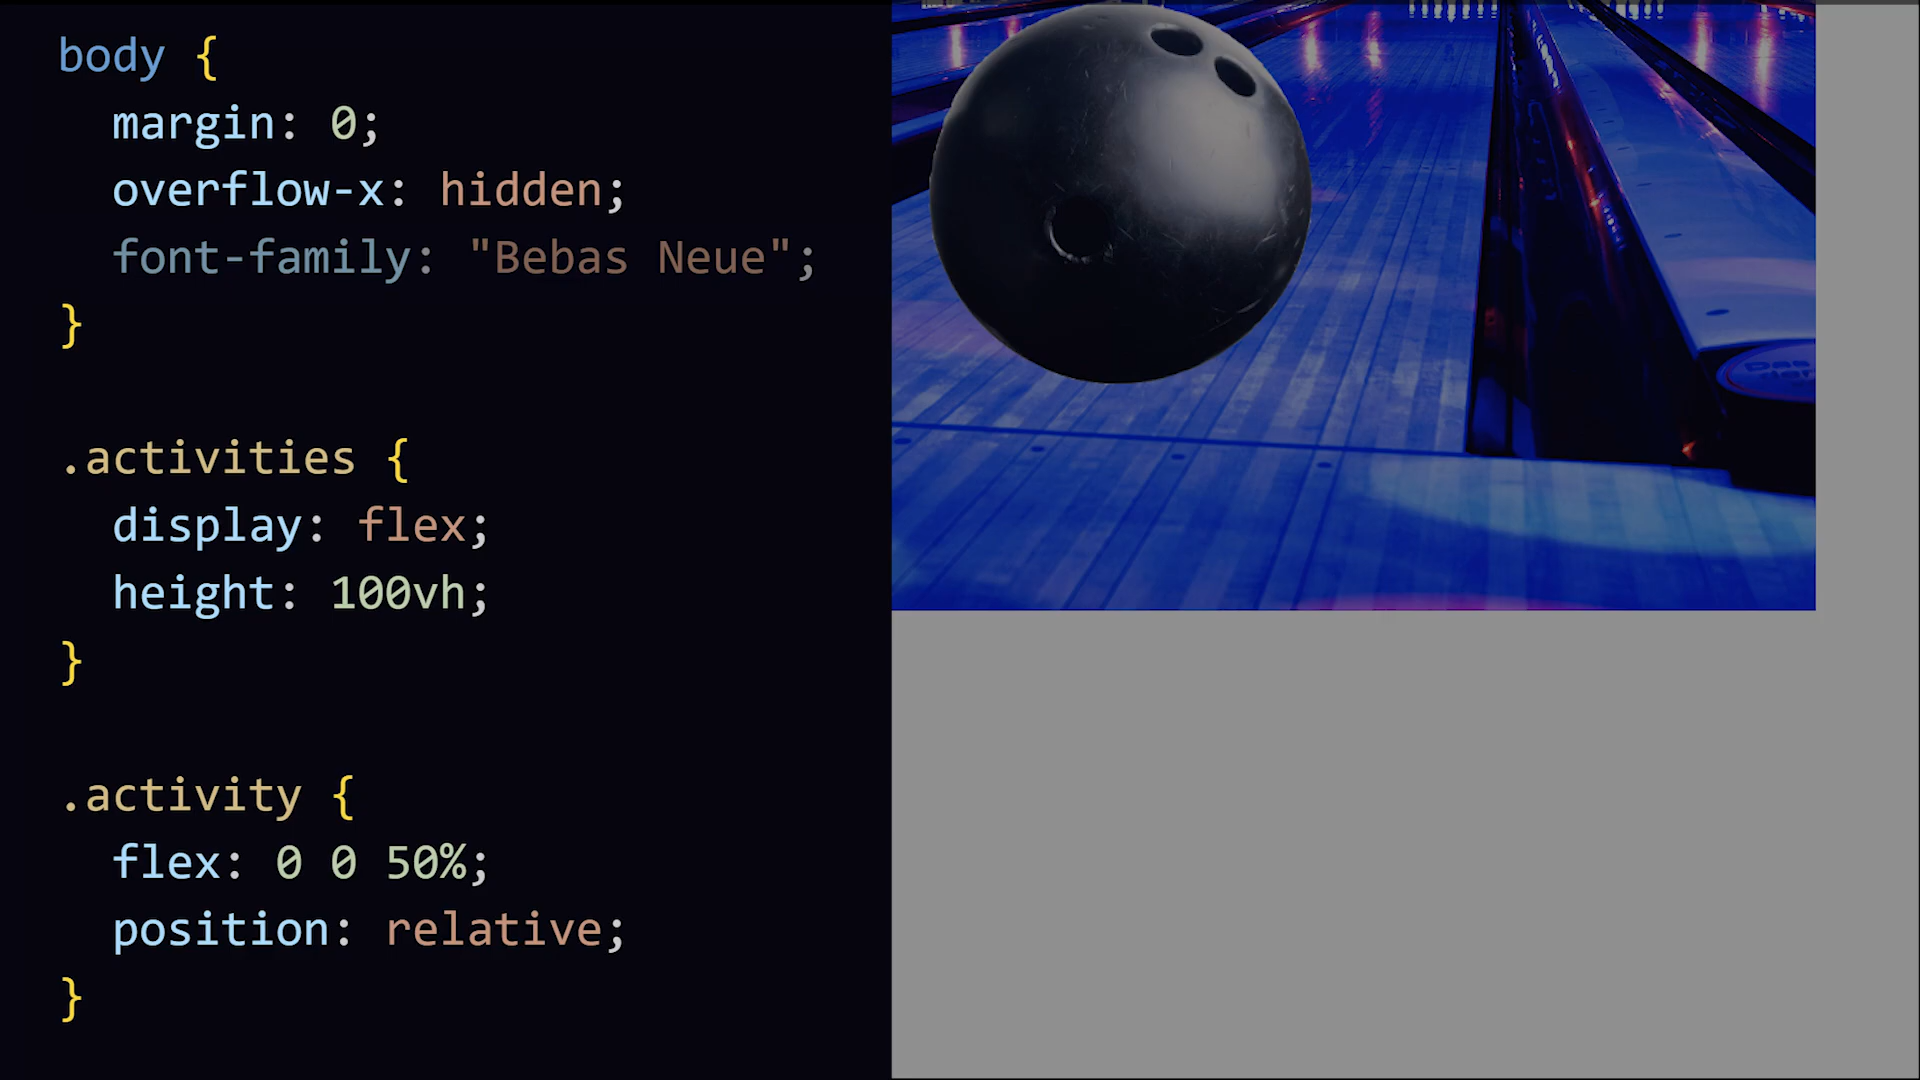 body {
margin: 0;
overflow-x: hidden;
font-family: "Bebas Neue";
}
.activities {
display: flex;
height: 100vh;
}
.activity {
flex: 0 0 50%;
position: relative;
}